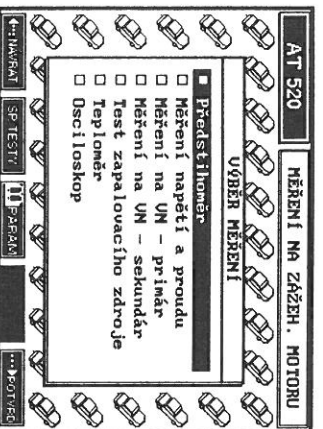 AT 520
MĚŘENÍ NA ZÁŽEH. MOTORU
VÝBĚR MĚŘENÍ
Předstihoměr
Měření napětí a proudu
Měření na VN - primár
Měření na VN - sekundár
Test zapalovacího zdroje
Teploměr
Osciloskop
NÁVRAT
SP.TESTY
PARAM
POTVRD